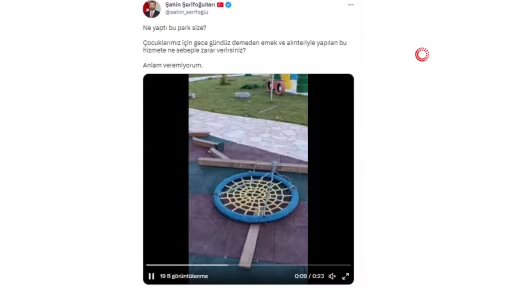 Şahin Şerifoğulları
@sahin_serifoglu
Ne yaptı bu park size?
Çocuklarımız için gece gündüz demeden emek ve alınteriyle yapılan bu
hizmete ne sebeple zarar verirsiniz?
Anlam veremiyorum.
19 B görüntülenme
0:09 / 0:23